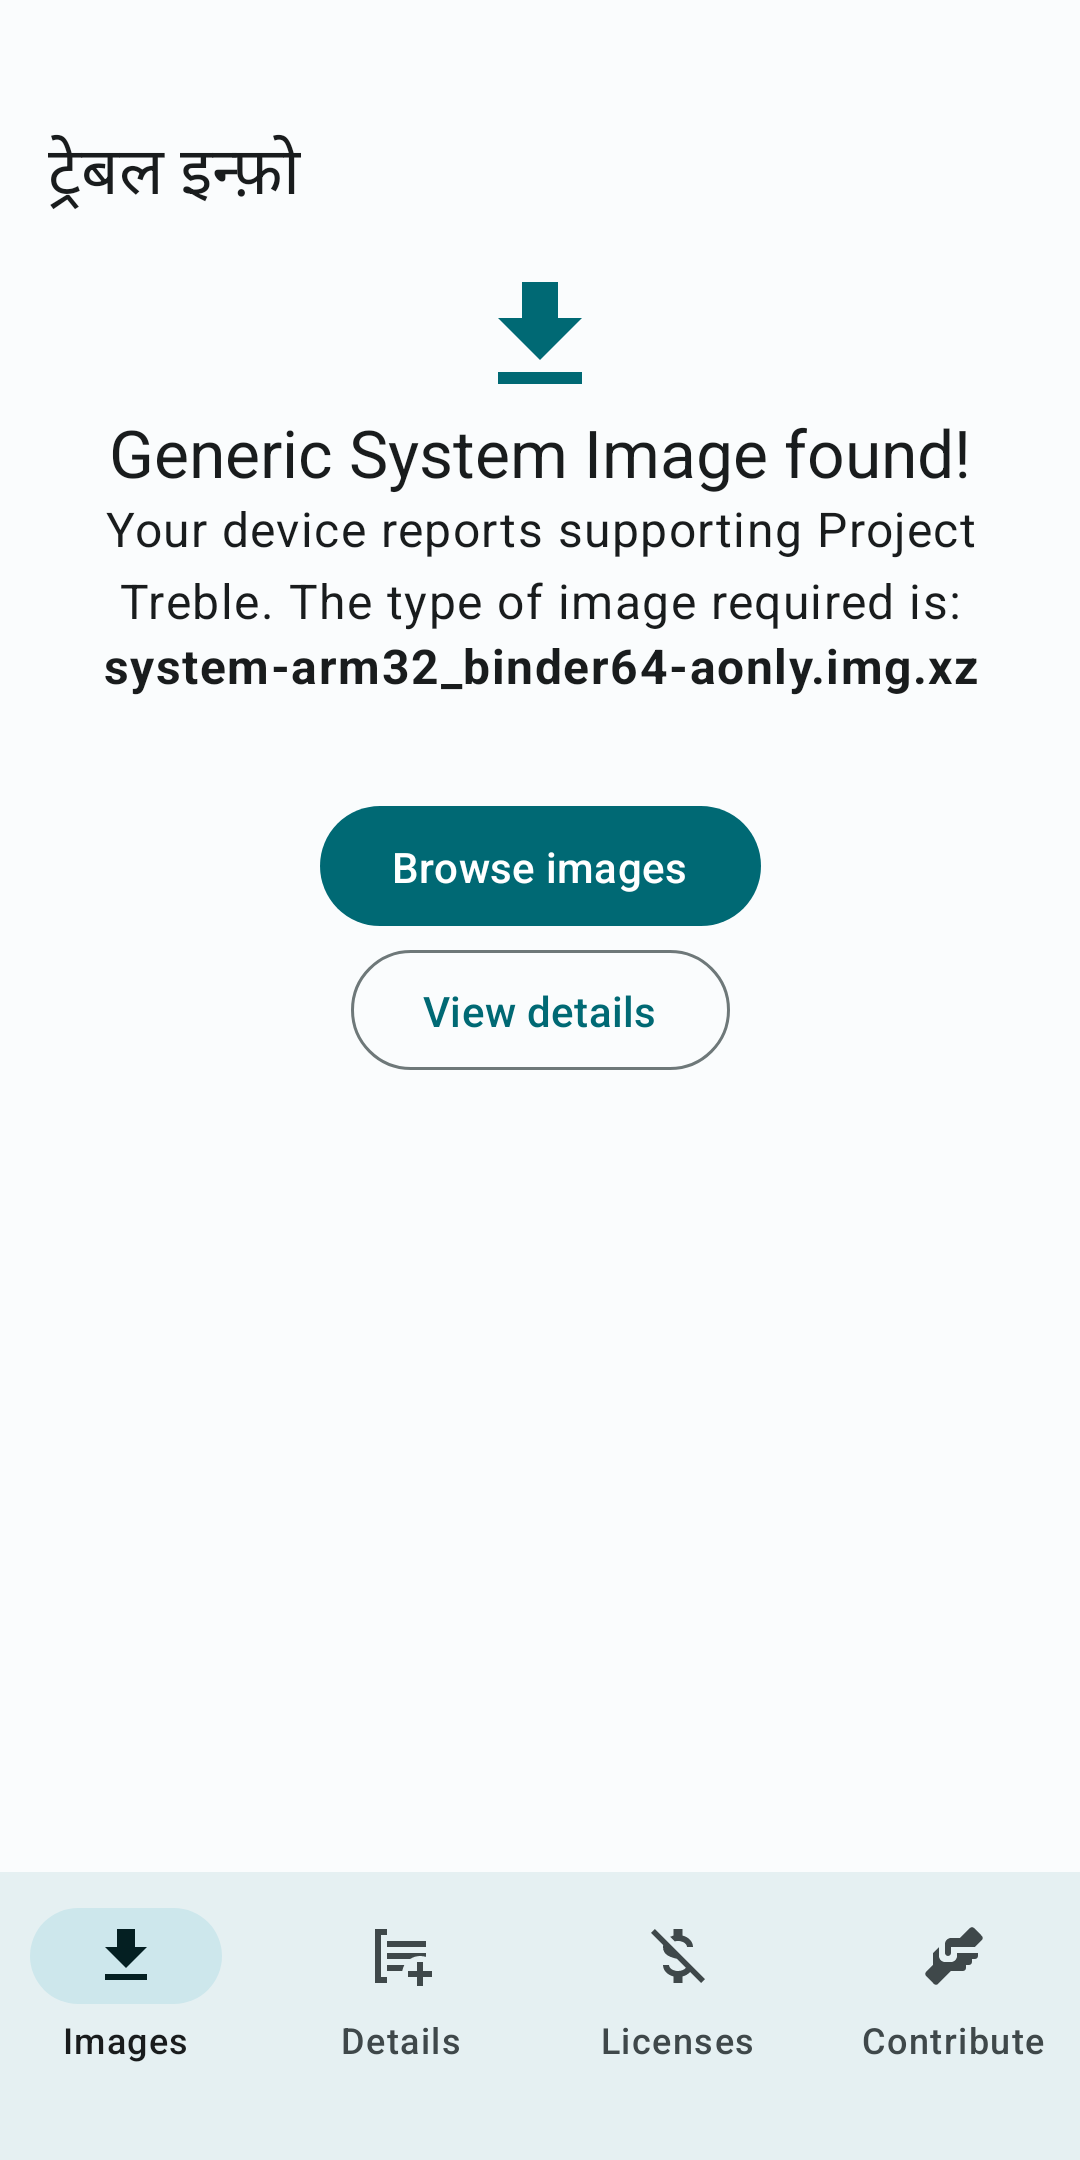 ट्रेबल इन्फ़ो
Generic System Image found!
Your device reports supporting Project
Treble. The type of image required is:
system-arm32_binder64-aonly.img.xz
Browse images
View details
Images
Details
Licenses
Contribute